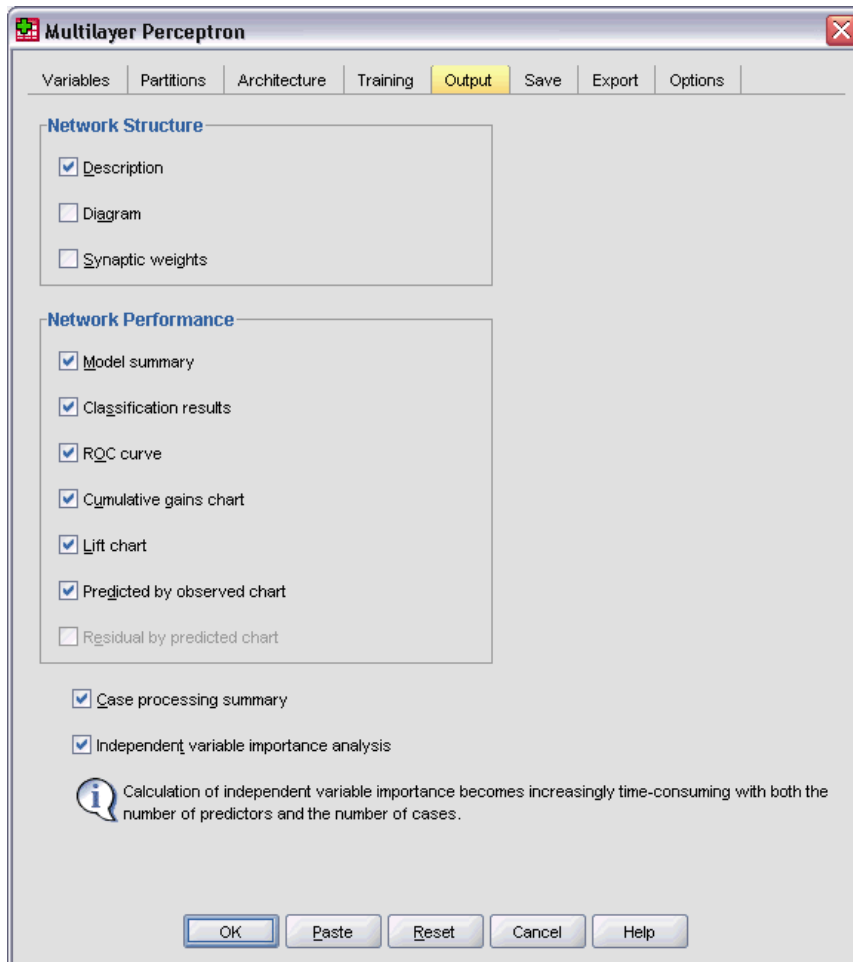 Multilayer Perceptron
Variables Partitions Architecture Training Output Save Export Options
Network Structure
Description
Diagram
Synaptic weights
Network Performance
Model summary
Classification results
ROC curve
Cumulative gains chart
Lift chart
Predicted by observed chart
Residual by predicted chart
Case processing summary
Independent variable importance analysis
Calculation of independent variable importance becomes increasingly time-consuming with both the
number of predictors and the number of cases.
OK Paste Reset Cancel Help